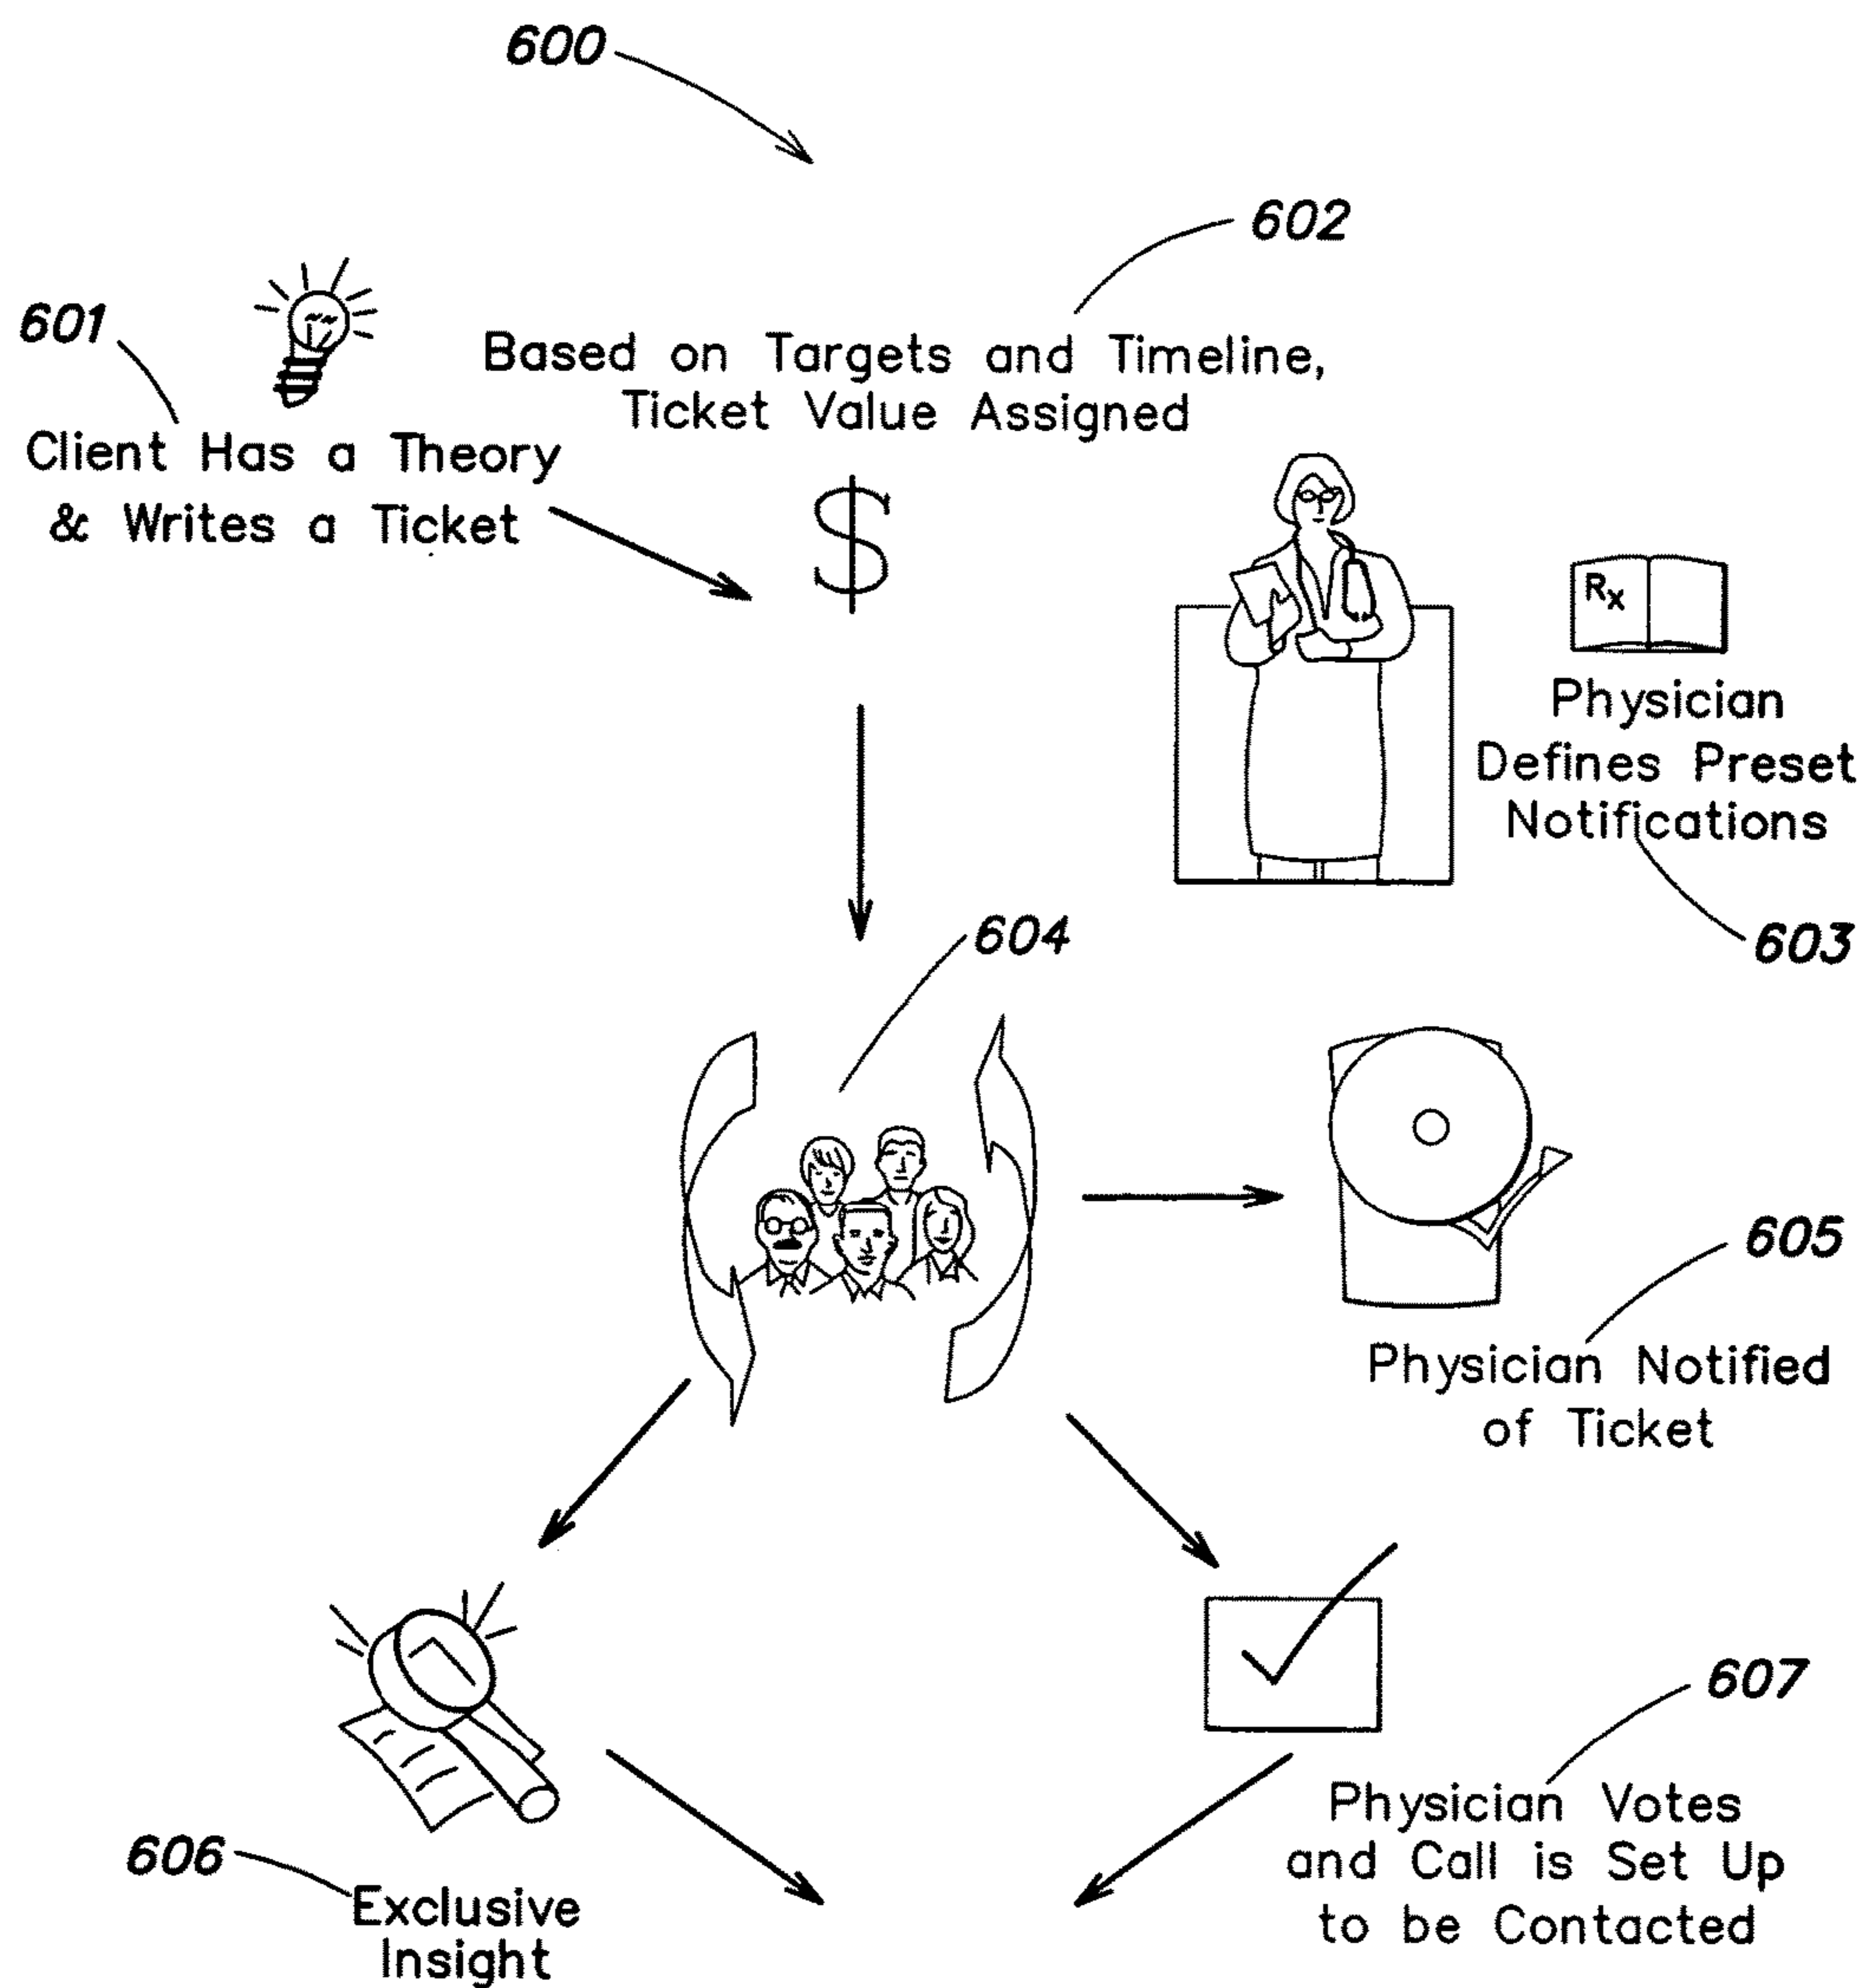 600
602
601
Based on Targets and Timeline,
Ticket Value Assigned
Client Has a Theory
& Writes a Ticket
$
Rx
Physician
Defines Preset
Notifications
603
604
605
Physician Notified
of Ticket
607
Physician Votes
and Call is Set Up
to be Contacted
606
Exclusive
Insight